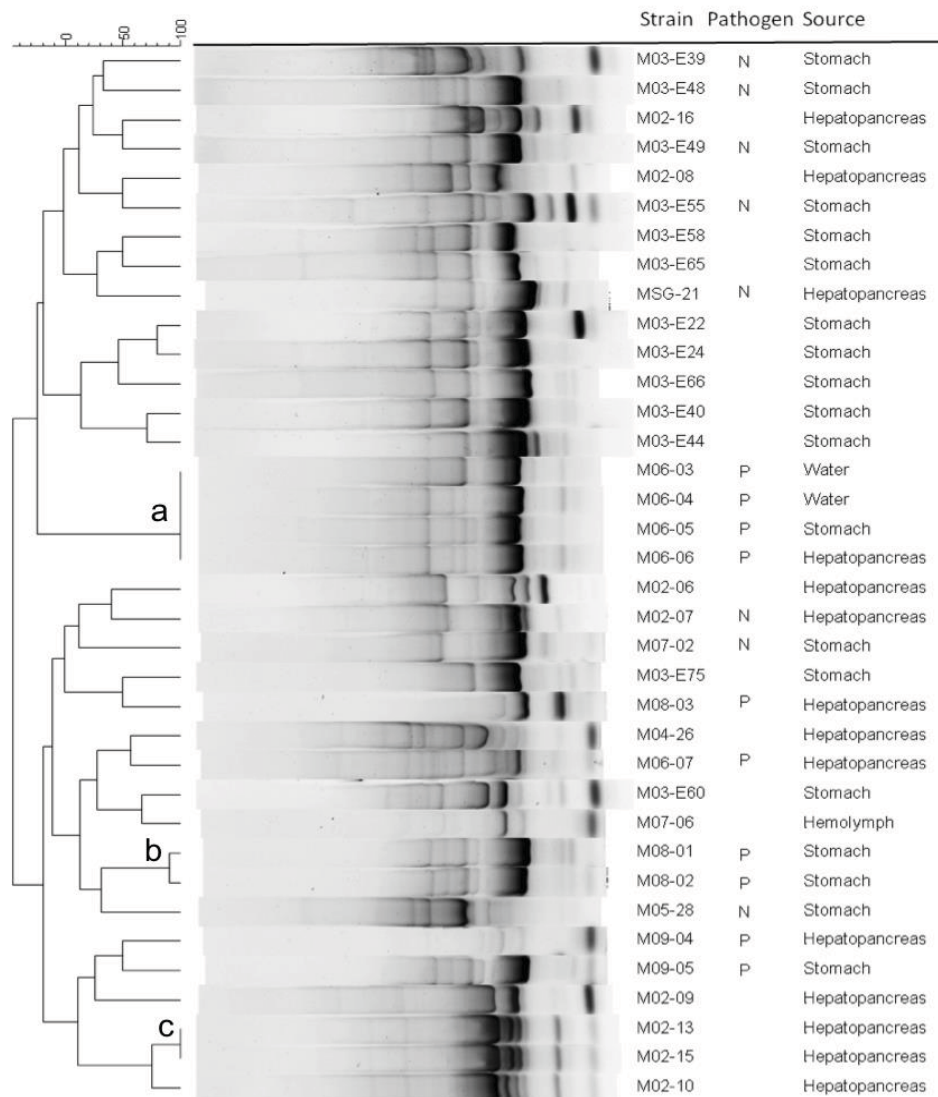 Strain Pathogen Source
0 50 100
M03-E39 N Stomach
M03-E48 N Stomach
M02-16 Hepatopancreas
M03-E49 N Stomach
M02-08 Hepatopancreas
M03-E55 N Stomach
M03-E58 Stomach
M03-E65 Stomach
MSG-21 N Hepatopancreas
M03-E22 Stomach
M03-E24 Stomach
M03-E66 Stomach
M03-E40 Stomach
M03-E44 Stomach
M06-03 P Water
a M06-04 P Water
M06-05 P Stomach
M06-06 P Hepatopancreas
M02-06 Hepatopancreas
M02-07 N Hepatopancreas
M07-02 N Stomach
M03-E75 Stomach
M08-03 P Hepatopancreas
M04-26 Hepatopancreas
M06-07 P Hepatopancreas
M03-E60 Stomach
M07-06 Hemolymph
b M08-01 P Stomach
M08-02 P Stomach
M05-28 N Stomach
M09-04 P Hepatopancreas
M09-05 P Stomach
M02-09 Hepatopancreas
c M02-13 Hepatopancreas
M02-15 Hepatopancreas
M02-10 Hepatopancreas